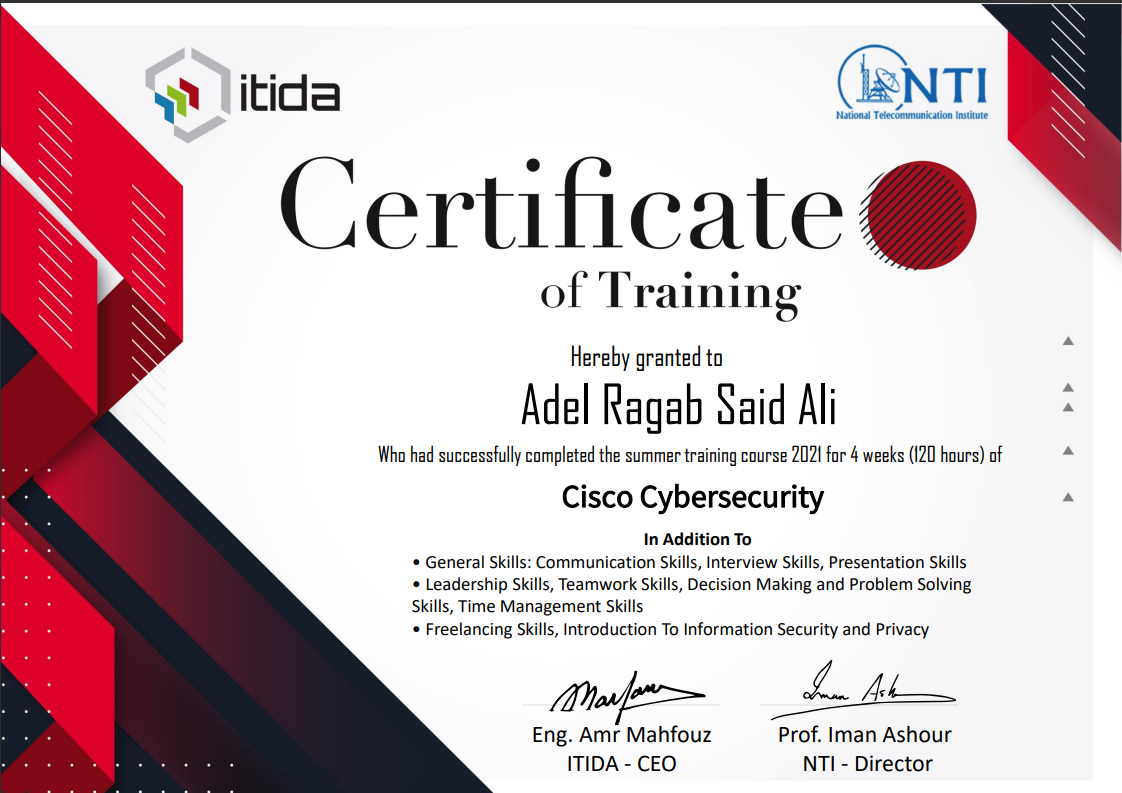 itida
NTI
National Telecommunication Institute
Certificate
of Training
Hereby granted to
Adel Ragab Said Ali
Who had successfully completed the summer training course 2021 for 4 weeks (120 hours) of
Cisco Cybersecurity
In Addition To
• General Skills: Communication Skills, Interview Skills, Presentation Skills
• Leadership Skills, Teamwork Skills, Decision Making and Problem Solving
Skills, Time Management Skills
• Freelancing Skills, Introduction To Information Security and Privacy
Eng. Amr Mahfouz
ITIDA - CEO
Prof. Iman Ashour
NTI - Director